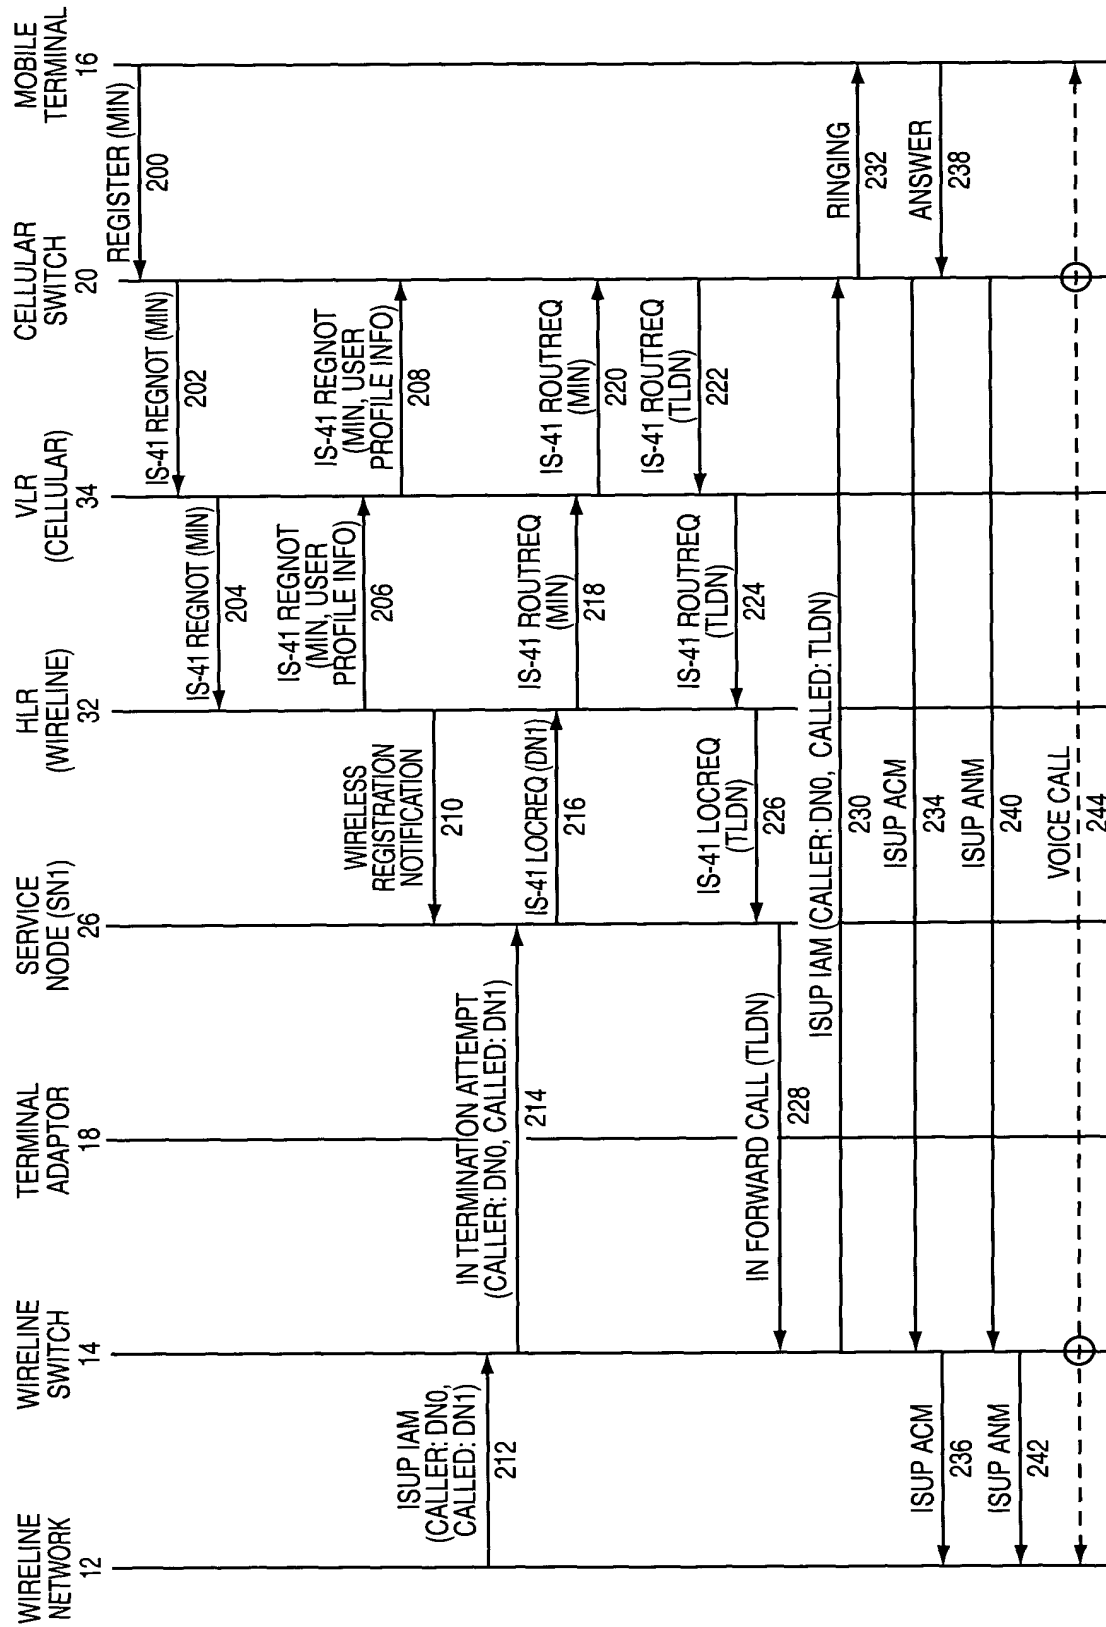 WIRELINE
NETWORK
12
WIRELINE
SWITCH
14
TERMINAL
ADAPTOR
18
SERVICE
NODE (SN1)
26
HLR
(WIRELINE)
32
VLR
(CELLULAR)
34
CELLULAR
SWITCH
20
MOBILE
TERMINAL
16
REGISTER (MIN)
200
IS-41 REGNOT (MIN)
202
IS-41 REGNOT (MIN)
204
IS-41 REGNOT
(MIN, USER
PROFILE INFO)
206
IS-41 REGNOT
(MIN, USER
PROFILE INFO)
208
WIRELESS
REGISTRATION
NOTIFICATION
210
ISUP IAM
(CALLER: DN0,
CALLED: DN1)
212
IN TERMINATION ATTEMPT
(CALLER: DN0, CALLED: DN1)
214
IS-41 LOCREQ (DN1)
216
IS-41 ROUTREQ
(MIN)
218
IS-41 ROUTREQ
(MIN)
220
IS-41 ROUTREQ
(TLDN)
222
IS-41 ROUTREQ
(TLDN)
224
IS-41 LOCREQ
(TLDN)
226
IN FORWARD CALL (TLDN)
228
ISUP IAM (CALLER: DN0, CALLED: TLDN)
230
RINGING
232
ISUP ACM
234
ISUP ACM
236
ANSWER
238
ISUP ANM
240
ISUP ANM
242
VOICE CALL
244